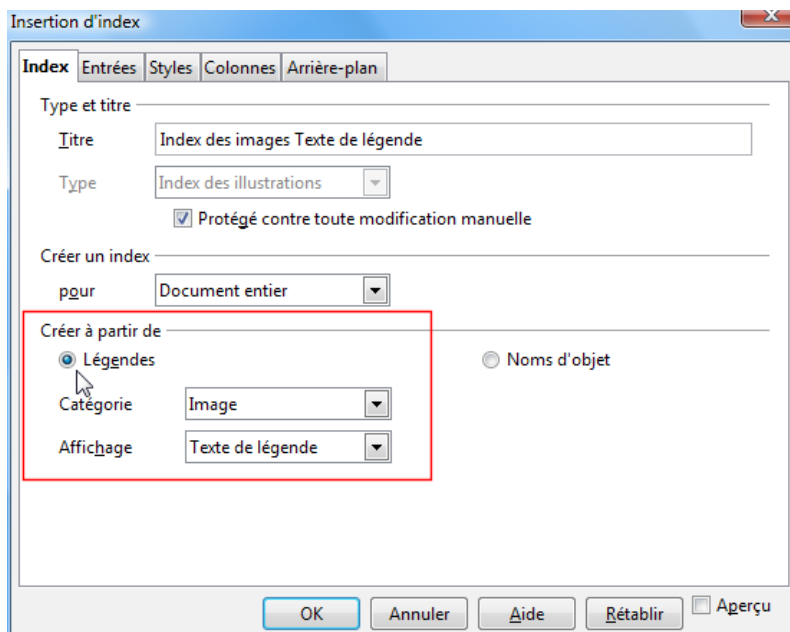 Insertion d'index
Index Entrées Styles Colonnes Arrière-plan
Type et titre
Titre Index des images Texte de légende
Type Index des illustrations
Protégé contre toute modification manuelle
Créer un index
pour Document entier
Créer à partir de
Légendes Noms d'objet
Catégorie Image
Affichage Texte de légende
OK Annuler Aide Rétablir Aperçu